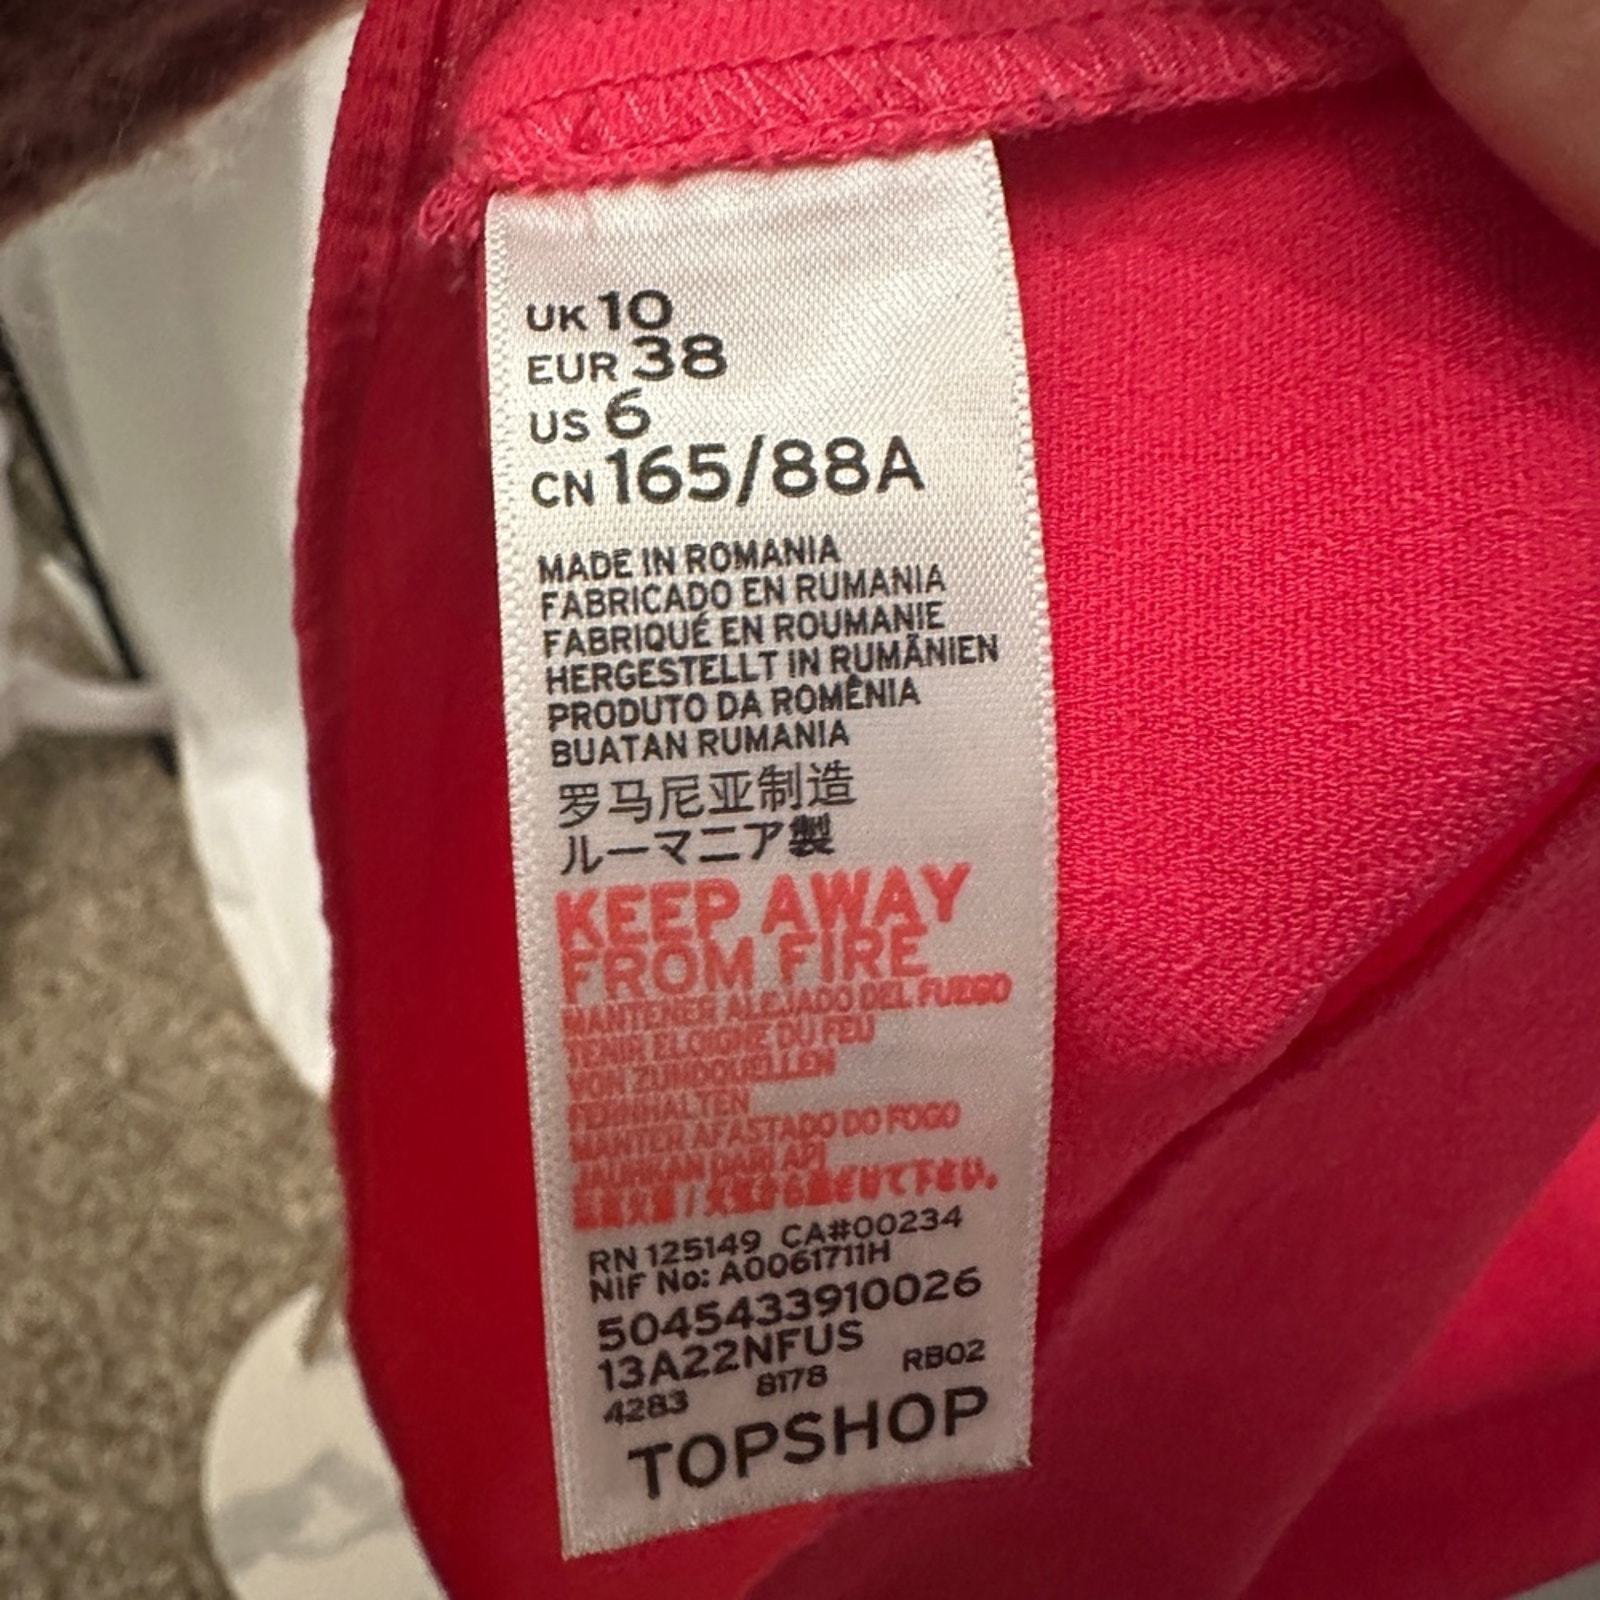 UK 10
EUR 38
US 6
CN 165/88A
MADE IN ROMANIA
FABRICADO EN RUMANIA
FABRIQUÉ EN ROUMANIE
HERGESTELLT IN RUMÄNIEN
PRODUTO DA ROMÊNIA
BUATAN RUMANIA
罗马尼亚制造
ルーマニア製
KEEP AWAY
FROM FIRE
MANTENER ALEJADO DEL FUEGO
TENIR ELOIGNE DU FEU
VON ZUNDQUELLEN
FERNHALTEN
MANTER AFASTADO DO FOGO
JAUHKAN DARI API
RN 125149 CA#00234
NIF No: A0061711H
5045433910026
13A22NFUS
4283 8178 RB02
TOPSHOP